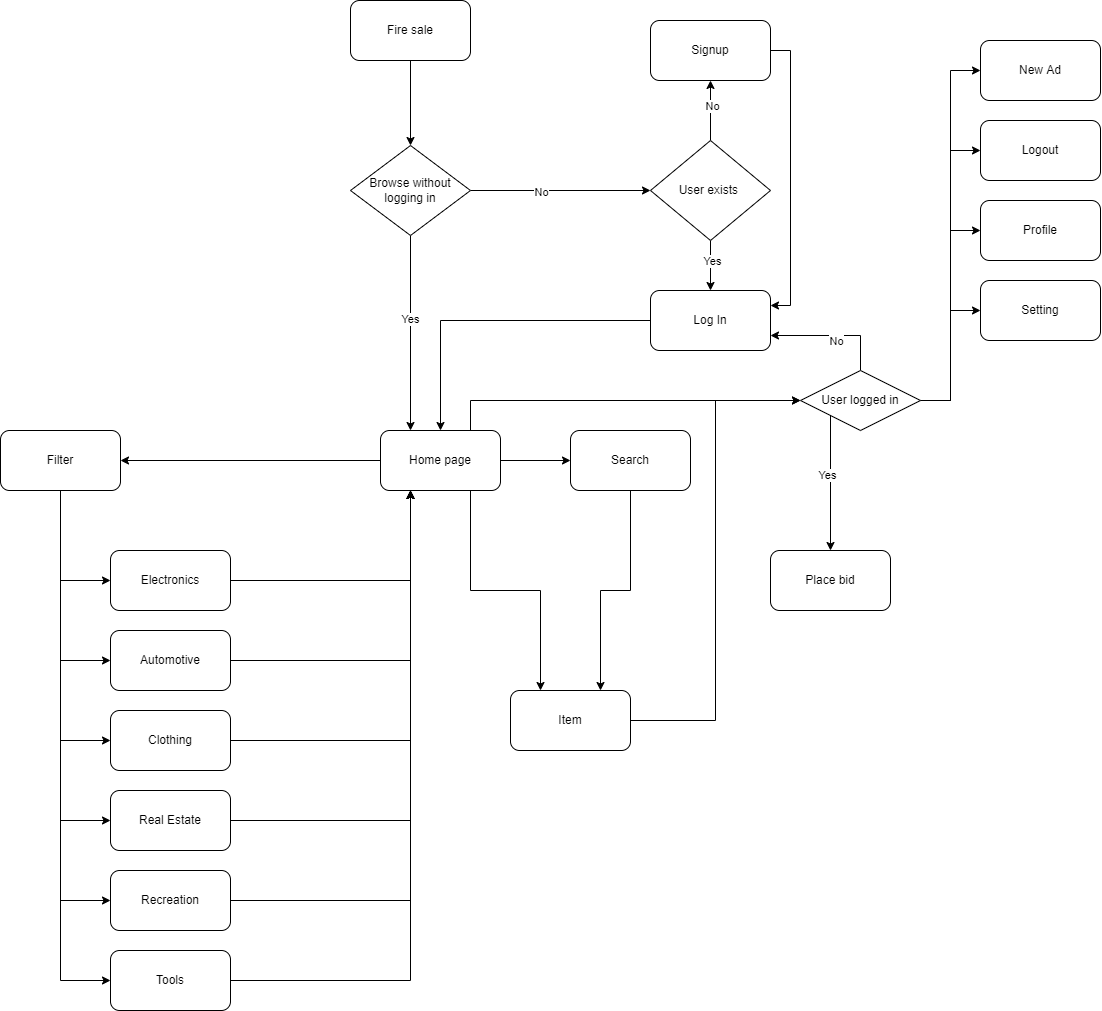 Fire sale
Signup
New Ad
No
Logout
Browse without
logging in
No
User exists
Profile
Yes
Yes
Log In
Setting
No
User logged in
Filter
Home page
Search
Yes
Electronics
Place bid
Automotive
Item
Clothing
Real Estate
Recreation
Tools